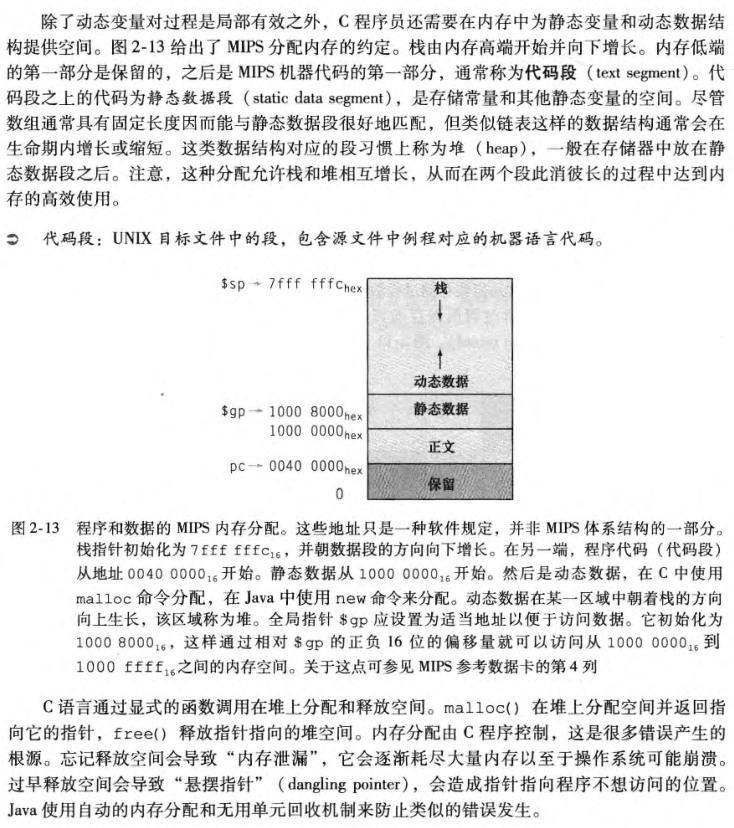 除了动态变量对过程是局部有效之外，C 程序员还需要在内存中为静态变量和动态数据结
构提供空间。图 2-13 给出了 MIPS 分配内存的约定。栈由内存高端开始并向下增长。内存低端
的第一部分是保留的，之后是 MIPS 机器代码的第一部分，通常称为代码段（text segment）。代
码段之上的代码为静态数据段（static data segment），是存储常量和其他静态变量的空间。尽管
数组通常具有固定长度因而能与静态数据段很好地匹配，但类似链表这样的数据结构通常会在
生命期内增长或缩短。这类数据结构对应的段习惯上称为堆（heap），一般在存储器中放在静
态数据段之后。注意，这种分配允许栈和堆相互增长，从而在两个段此消彼长的过程中达到内
存的高效使用。
代码段：UNIX 目标文件中的段，包含源文件中例程对应的机器语言代码。
$sp→ 7fff fffchex
栈
动态数据
$gp→ 1000 8000hex
静态数据
1000 0000hex
正文
pc→ 0040 0000hex
保留
0
图 2-13 程序和数据的 MIPS 内存分配。这些地址只是一种软件规定，并非 MIPS 体系结构的一部分。
栈指针初始化为 7fff fffc16，并朝数据段的方向向下增长。在另一端，程序代码（代码段）
从地址 0040 000016开始。静态数据从 1000 000016开始。然后是动态数据，在 C 中使用
malloc 命令分配，在 Java 中使用 new 命令来分配。动态数据在某一区域中朝着栈的方向
向上生长，该区域称为堆。全局指针 $gp 应设置为适当地址以便于访问数据。它初始化为
1000 800016，这样通过相对 $gp 的正负 16 位的偏移量就可以访问从 1000 000016 到
1000 ffff16之间的内存空间。关于这点可参见 MIPS 参考数据卡的第 4 列
C 语言通过显式的函数调用在堆上分配和释放空间。malloc() 在堆上分配空间并返回指
向它的指针，free() 释放指针指向的堆空间。内存分配由 C 程序控制，这是很多错误产生的
根源。忘记释放空间会导致“内存泄漏”，它会逐渐耗尽大量内存以至于操作系统可能崩溃。
过早释放空间会导致“悬摆指针”（dangling pointer），会造成指针指向程序不想访问的位置。
Java 使用自动的内存分配和无用单元回收机制来防止类似的错误发生。